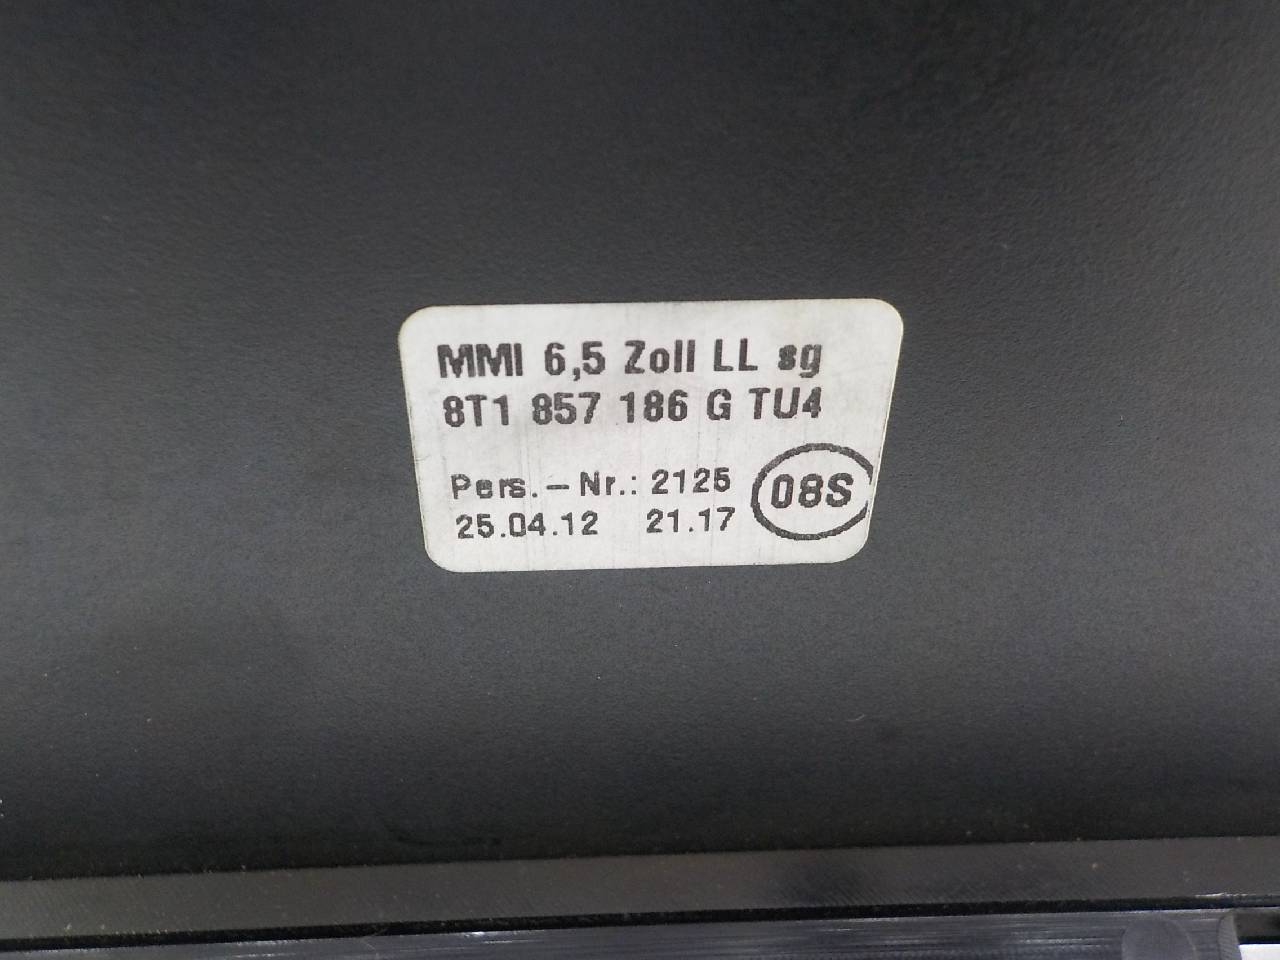 MMI 6,5 Zoll LL sg
8T1 857 186 G TU4
Pers.-Nr.: 2125
25.04.12 21.17
08S